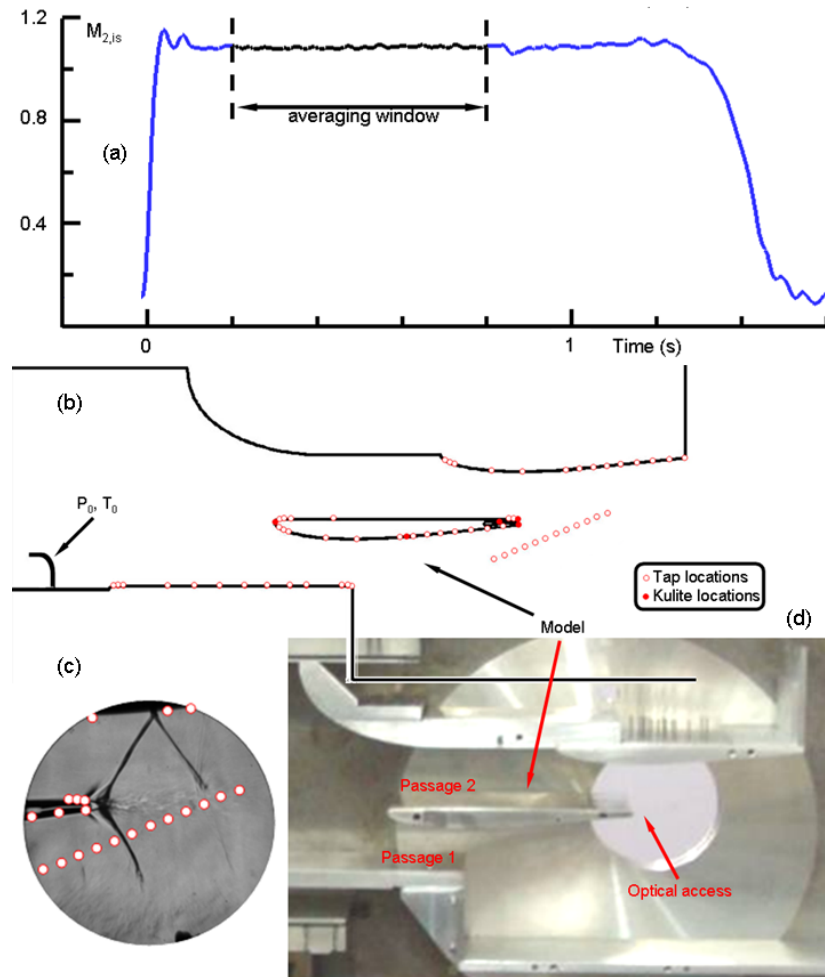 1.2
M2,is
0.8
averaging window
(a)
0.4
0
1
Time (s)
(b)
P0, T0
Tap locations
Kulite locations
Model
(d)
(c)
Passage 2
Passage 1
Optical access